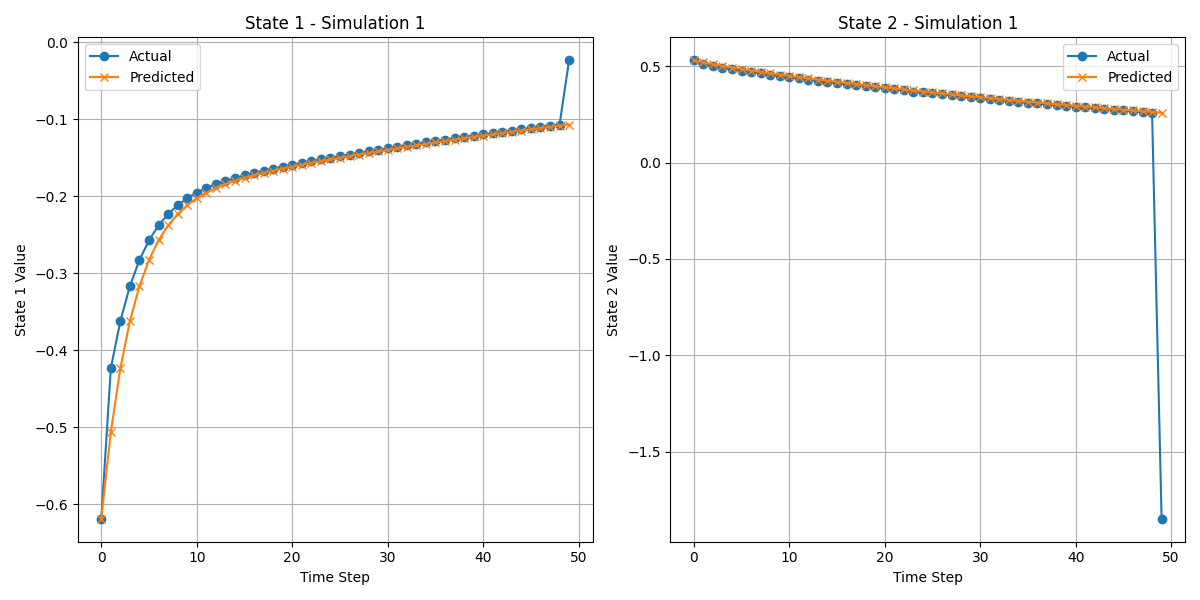 State 1 - Simulation 1
Actual
Predicted
0.0
−0.1
−0.2
−0.3
−0.4
−0.5
−0.6
State 1 Value
0
10
20
30
40
50
Time Step
State 2 - Simulation 1
Actual
Predicted
0.5
0.0
−0.5
−1.0
−1.5
State 2 Value
0
10
20
30
40
50
Time Step